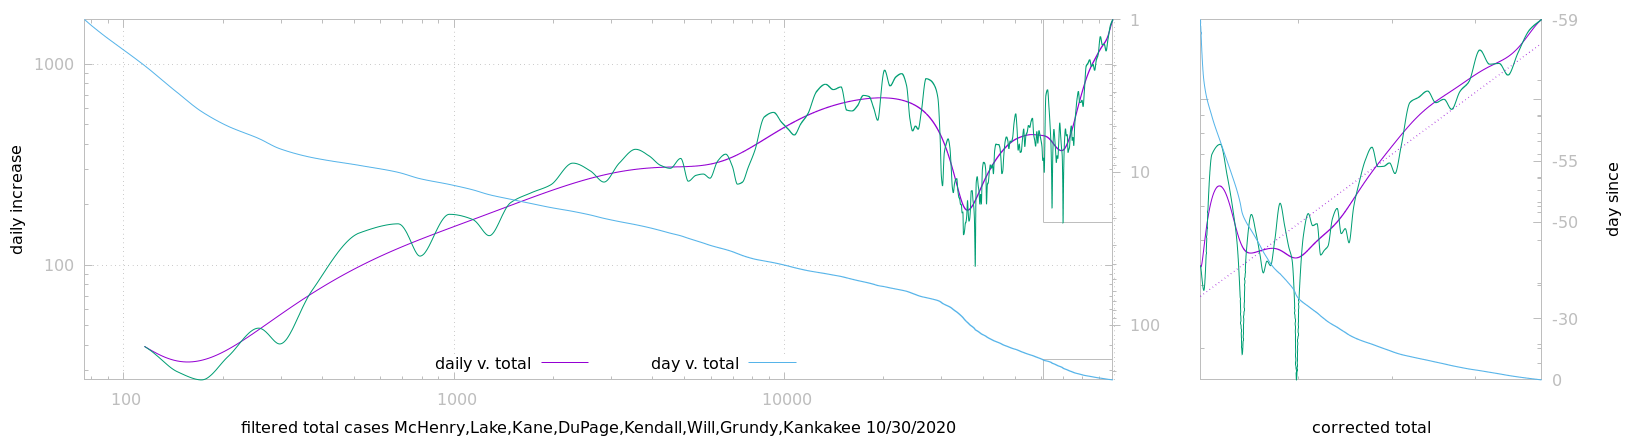 1
-59
1000
10
-55
daily increase
day since
-50
100
100
-30
daily v. total
day v. total
0
100
1000
10000
filtered total cases McHenry,Lake,Kane,DuPage,Kendall,Will,Grundy,Kankakee 10/30/2020
corrected total